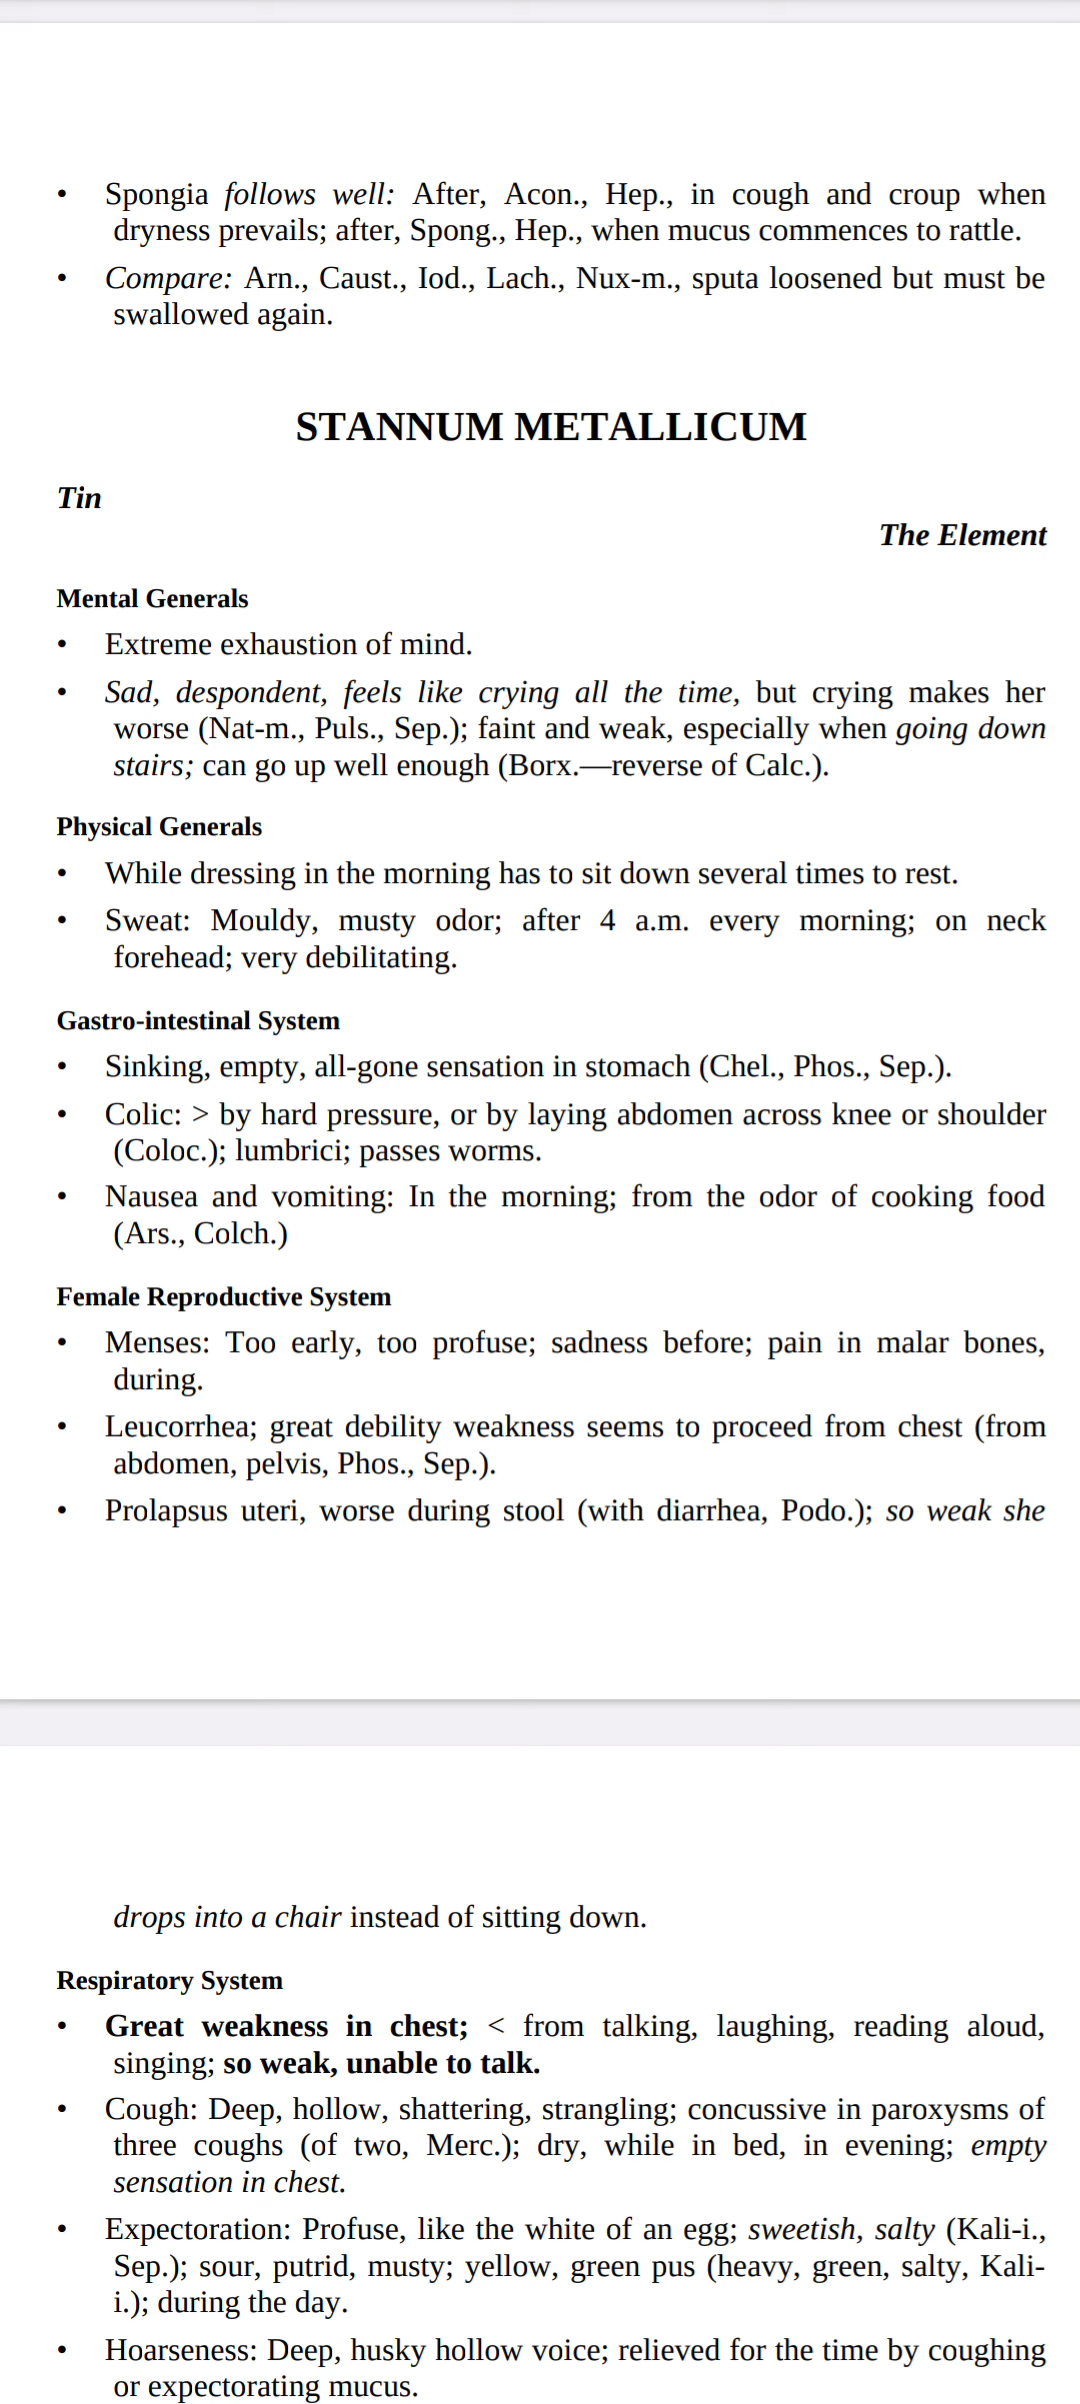 • Spongia follows well: After, Acon., Hep., in cough and croup when
dryness prevails; after, Spong., Hep., when mucus commences to rattle.
• Compare: Arn., Caust., Iod., Lach., Nux-m., sputa loosened but must be
swallowed again.
STANNUM METALLICUM
Tin
The Element
Mental Generals
• Extreme exhaustion of mind.
• Sad, despondent, feels like crying all the time, but crying makes her
worse (Nat-m., Puls., Sep.); faint and weak, especially when going down
stairs; can go up well enough (Borx.—reverse of Calc.).
Physical Generals
• While dressing in the morning has to sit down several times to rest.
• Sweat: Mouldy, musty odor; after 4 a.m. every morning; on neck
forehead; very debilitating.
Gastro-intestinal System
• Sinking, empty, all-gone sensation in stomach (Chel., Phos., Sep.).
• Colic: > by hard pressure, or by laying abdomen across knee or shoulder
(Coloc.); lumbrici; passes worms.
• Nausea and vomiting: In the morning; from the odor of cooking food
(Ars., Colch.)
Female Reproductive System
• Menses: Too early, too profuse; sadness before; pain in malar bones,
during.
• Leucorrhea; great debility weakness seems to proceed from chest (from
abdomen, pelvis, Phos., Sep.).
• Prolapsus uteri, worse during stool (with diarrhea, Podo.); so weak she
drops into a chair instead of sitting down.
Respiratory System
• Great weakness in chest; < from talking, laughing, reading aloud,
singing; so weak, unable to talk.
• Cough: Deep, hollow, shattering, strangling; concussive in paroxysms of
three coughs (of two, Merc.); dry, while in bed, in evening; empty
sensation in chest.
• Expectoration: Profuse, like the white of an egg; sweetish, salty (Kali-i.,
Sep.); sour, putrid, musty; yellow, green pus (heavy, green, salty, Kali-
i.); during the day.
• Hoarseness: Deep, husky hollow voice; relieved for the time by coughing
or expectorating mucus.